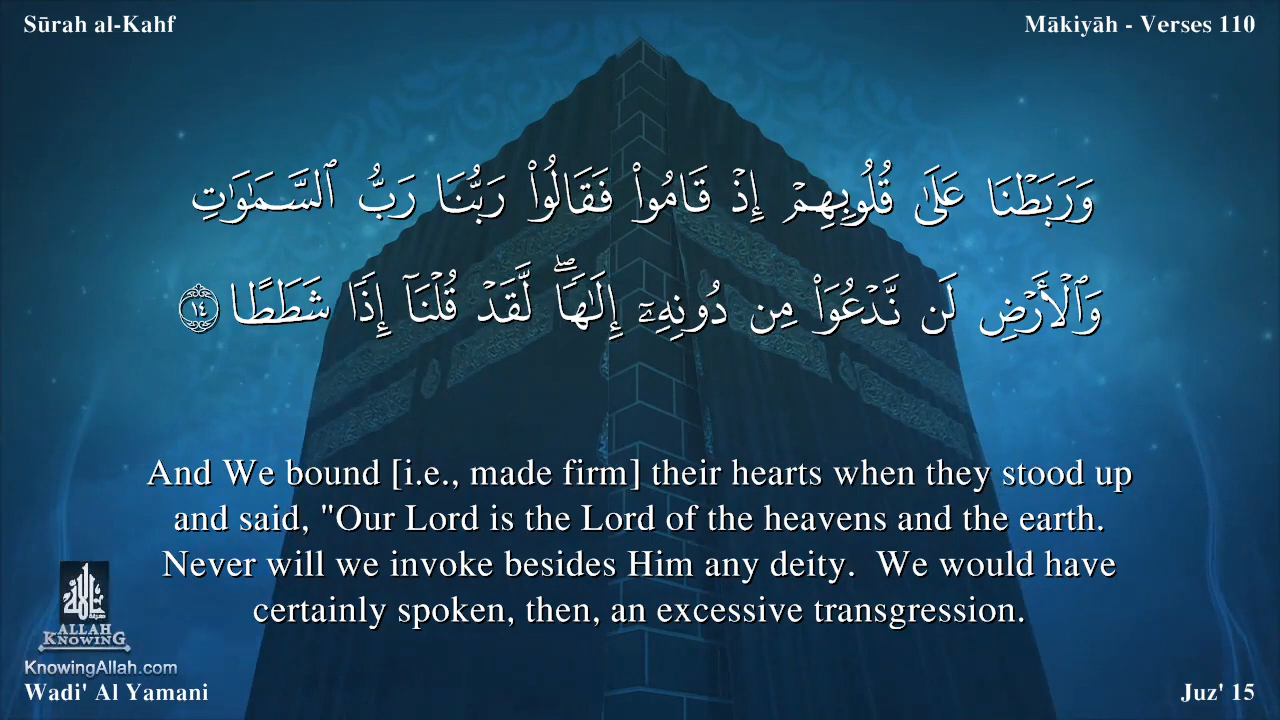 Sūrah al-Kahf
Mākiyāh - Verses 110
وَرَبَطْنَا عَلَىٰ قُلُوبِهِمْ إِذْ قَامُوا۟ فَقَالُوا۟ رَبُّنَا رَبُّ ٱلسَّمَـٰوَٰتِ
وَٱلْأَرْضِ لَن نَّدْعُوَا۟ مِن دُونِهِۦٓ إِلَـٰهًا ۖ لَّقَدْ قُلْنَآ إِذًا شَطَطًا ١٤
And We bound [i.e., made firm] their hearts when they stood up
and said, "Our Lord is the Lord of the heavens and the earth.
Never will we invoke besides Him any deity.  We would have
certainly spoken, then, an excessive transgression.
ALLAH
KNOWING
KnowingAllah.com
Wadi' Al Yamani
Juz' 15